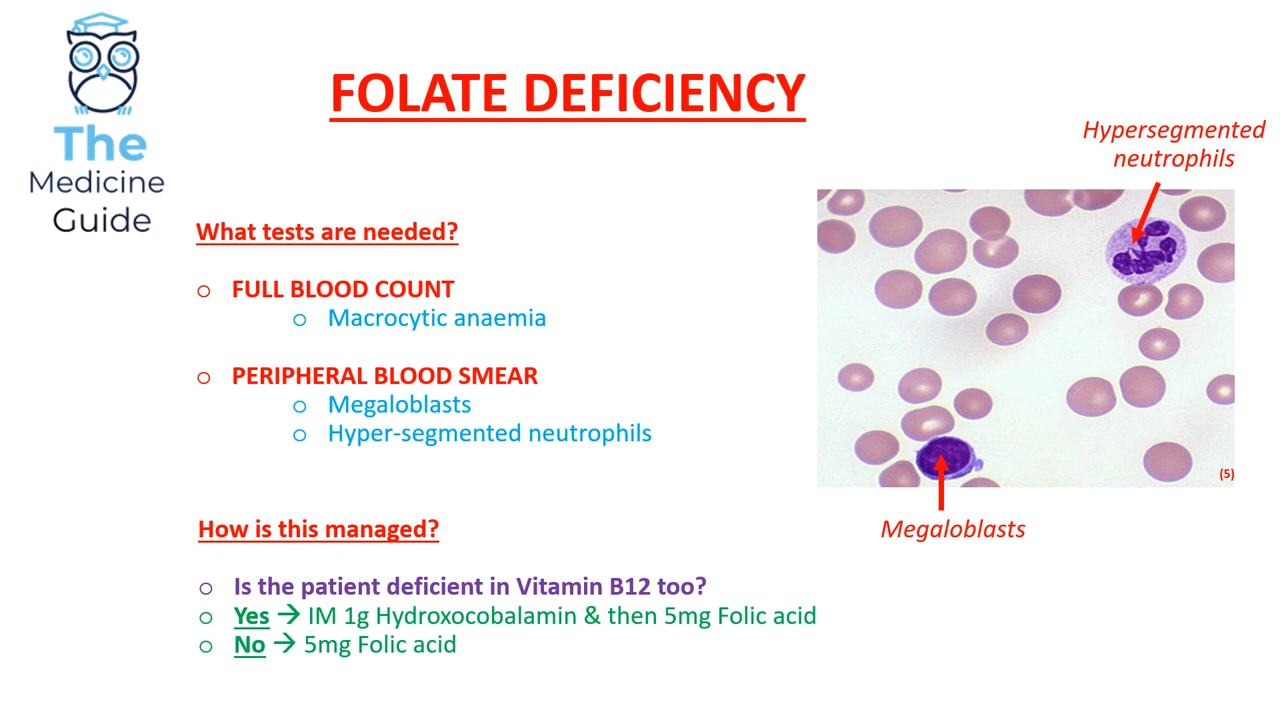 The
Medicine
Guide
FOLATE DEFICIENCY
What tests are needed?
o FULL BLOOD COUNT
o Macrocytic anaemia
o PERIPHERAL BLOOD SMEAR
o Megaloblasts
o Hyper-segmented neutrophils
Hypersegmented
neutrophils
(5)
Megaloblasts
How is this managed?
o Is the patient deficient in Vitamin B12 too?
o Yes → IM 1g Hydroxocobalamin & then 5mg Folic acid
o No → 5mg Folic acid